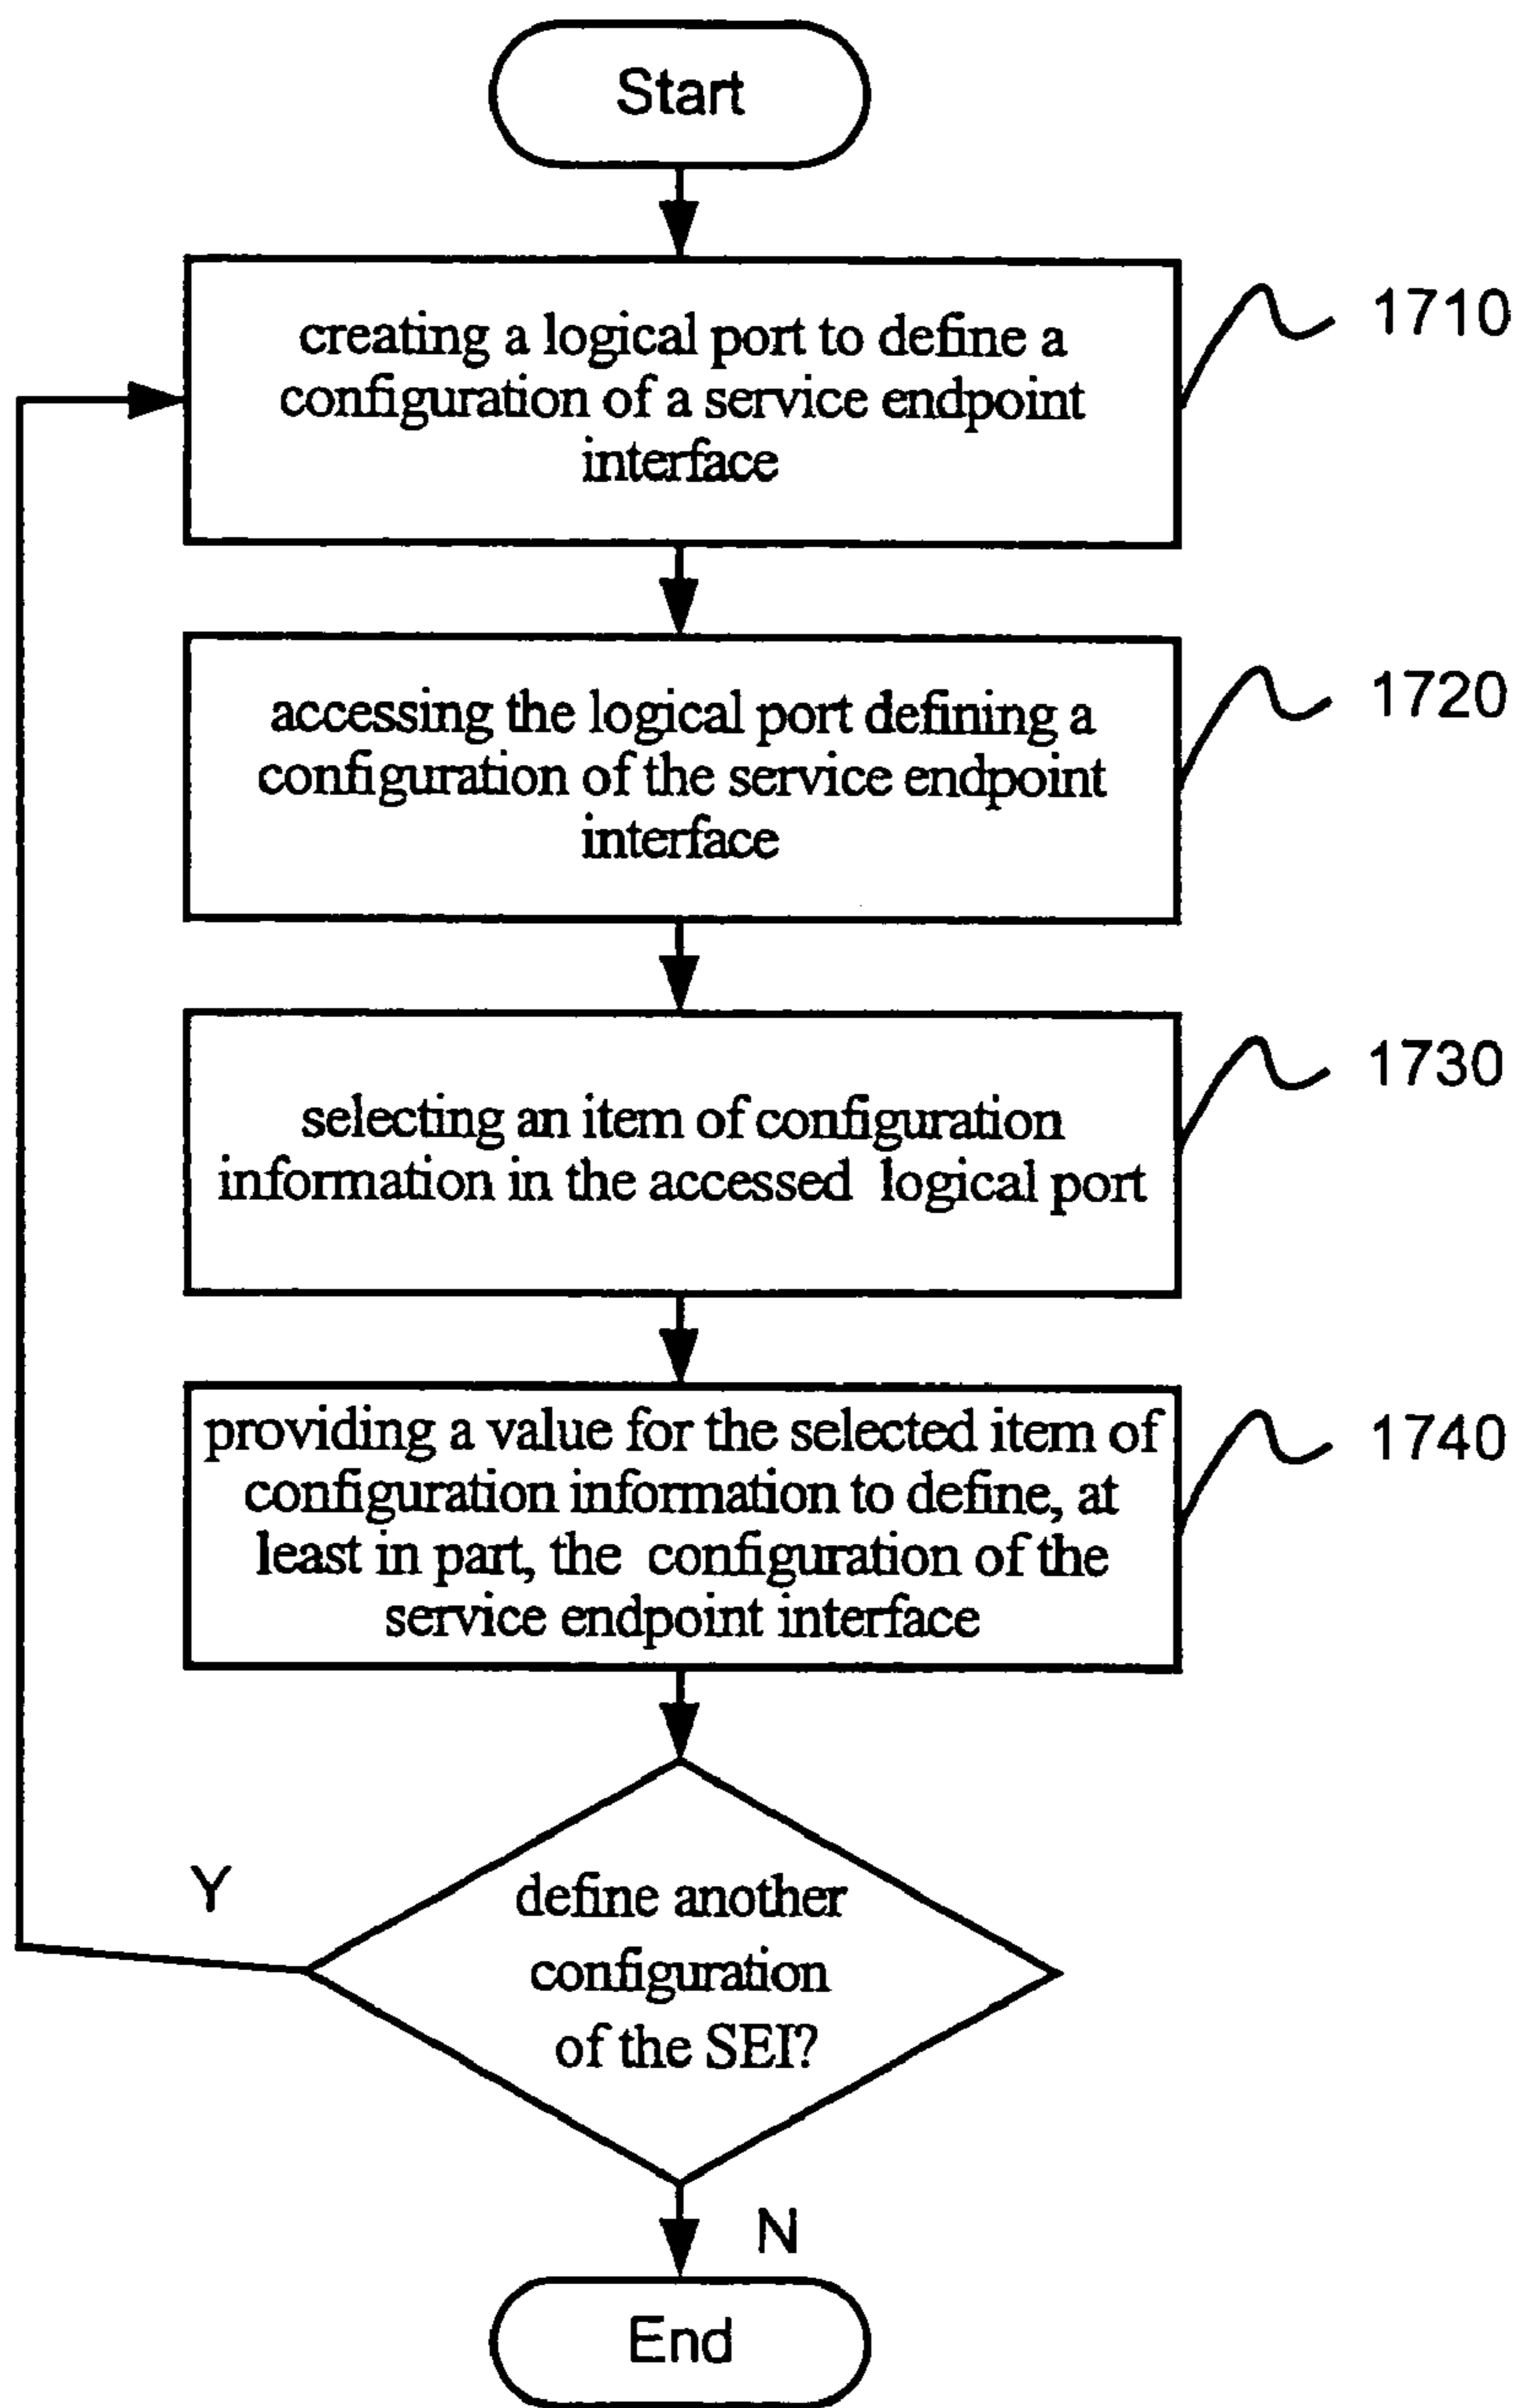 Start
creating a logical port to define a
configuration of a service endpoint
interface
1710
accessing the logical port defining a
configuration of the service endpoint
interface
1720
selecting an item of configuration
information in the accessed logical port
1730
providing a value for the selected item of
configuration information to define, at
least in part, the configuration of the
service endpoint interface
1740
Y
define another
configuration
of the SEI?
N
End